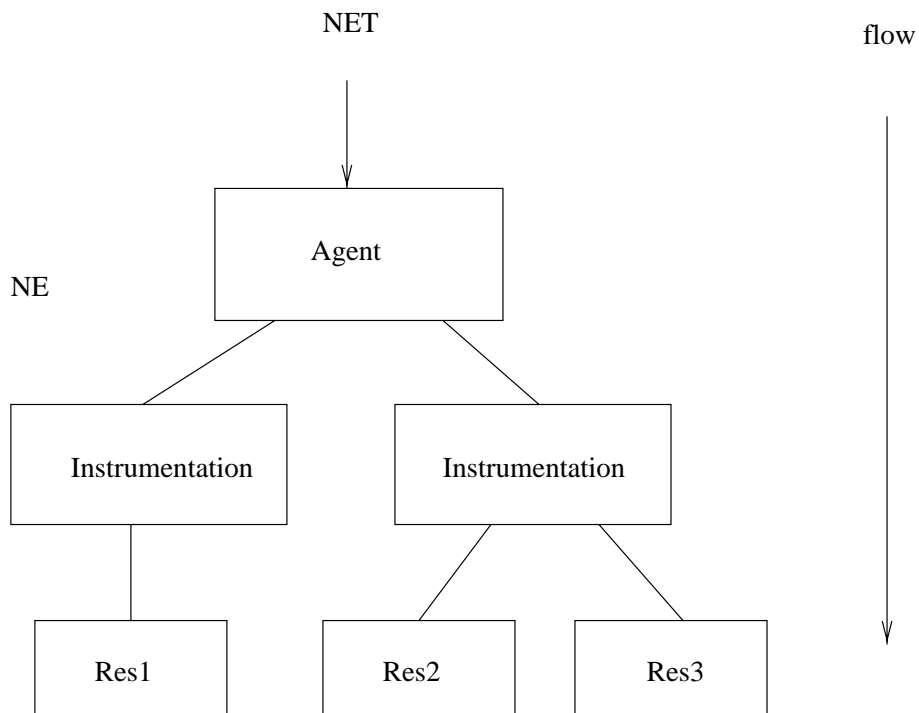 NET
flow
Agent
NE
Instrumentation
Instrumentation
Res1
Res2
Res3